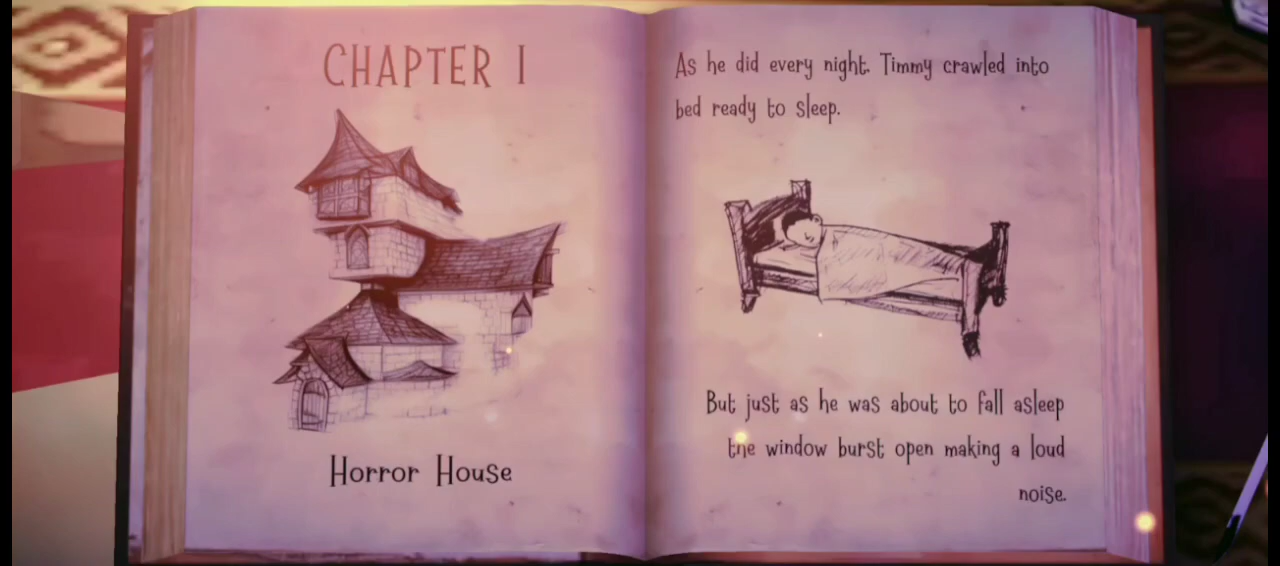 CHAPTER I
Horror House
As he did every night. Timmy crawled into
bed ready to sleep.
But just as he was about to fall asleep
the window burst open making a loud
noise.